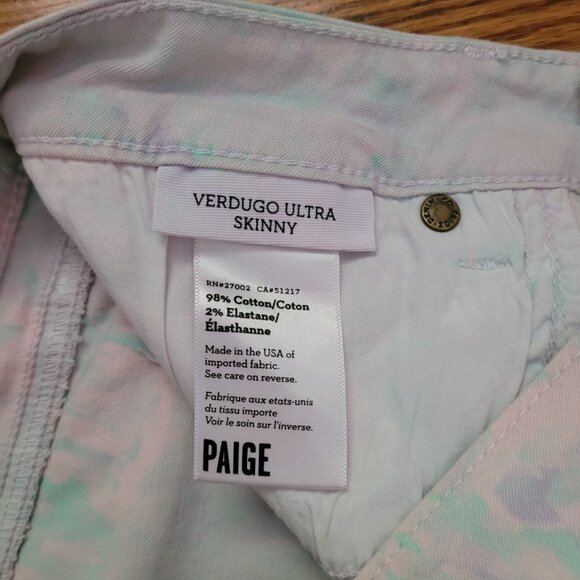 VERDUGO ULTRA
SKINNY
RN#27002 CA#51217
98% Cotton/Coton
2% Elastane/
Élasthanne
Made in the USA of
imported fabric.
See care on reverse.
Fabrique aux etats-unis
du tissu importe
Voir le soin sur l'inverse.
PAIGE